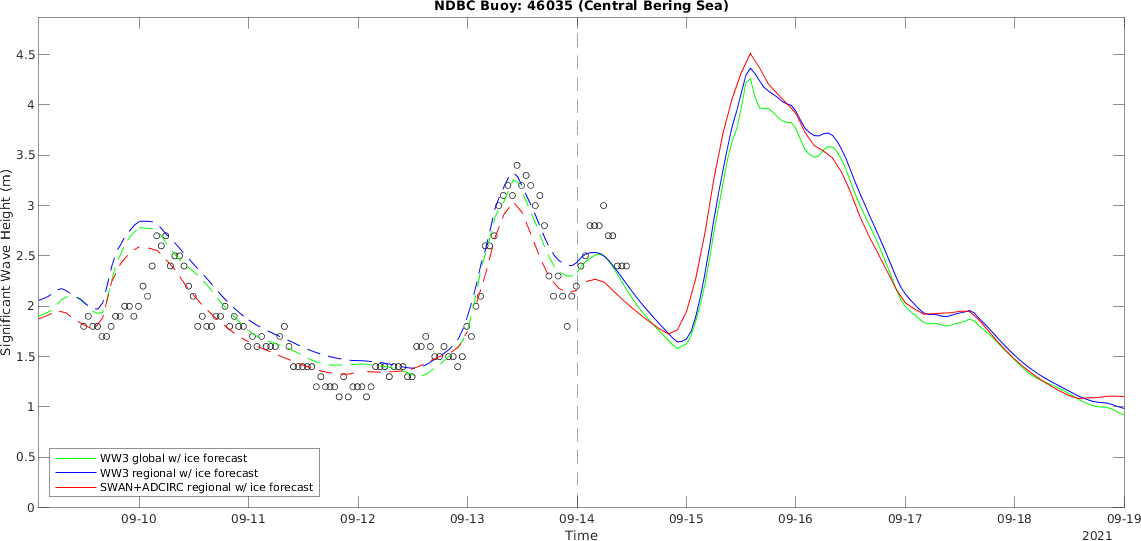 NDBC Buoy: 46035 (Central Bering Sea)
Significant Wave Height (m)
4.5
4
3.5
3
2.5
2
1.5
1
0.5
0
WW3 global w/ ice forecast
WW3 regional w/ ice forecast
SWAN+ADCIRC regional w/ ice forecast
09-10 09-11 09-12 09-13 09-14 09-15 09-16 09-17 09-18 09-19
Time
2021